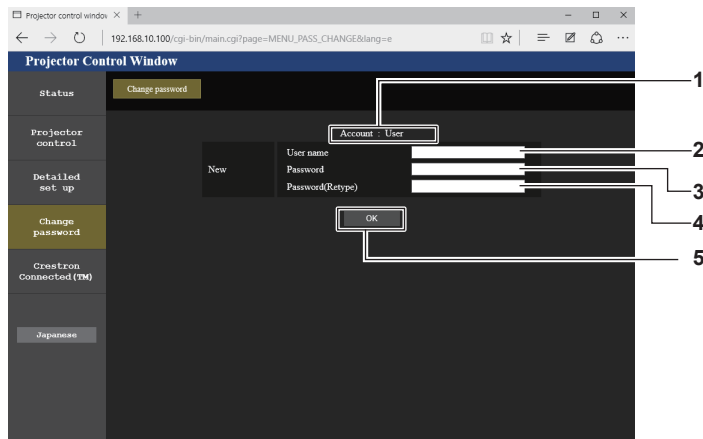 Projector control window
192.168.10.100/cgi-bin/main.cgi?page=MENU_PASS_CHANGE&lang=e
Projector Control Window
Status
Change password
1
Account : User
Projector
control
User name
2
New
Password
3
Password(Retype)
4
Detailed
set up
Change
password
OK
5
Crestron
Connected(TM)
Japanese